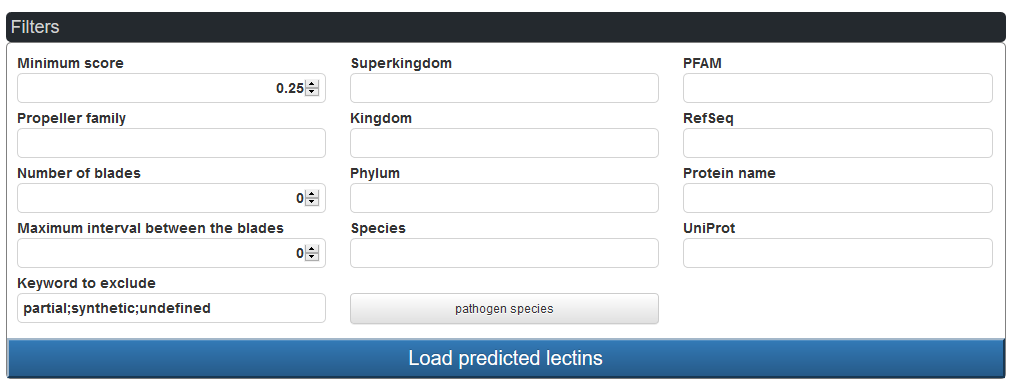 Filters
Minimum score
Superkingdom
PFAM
0.25
Propeller family
Kingdom
RefSeq
Number of blades
Phylum
Protein name
0
Maximum interval between the blades
Species
UniProt
0
Keyword to exclude
partial;synthetic;undefined
pathogen species
Load predicted lectins